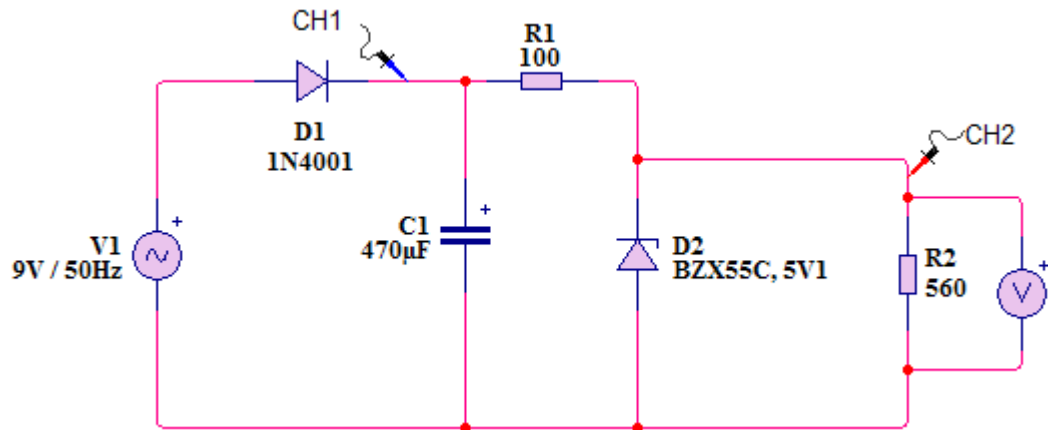 CH1
R1
100
D1
1N4001
CH2
+
V1
9V / 50Hz
+
C1
470µF
D2
BZX55C, 5V1
R2
560
+
V